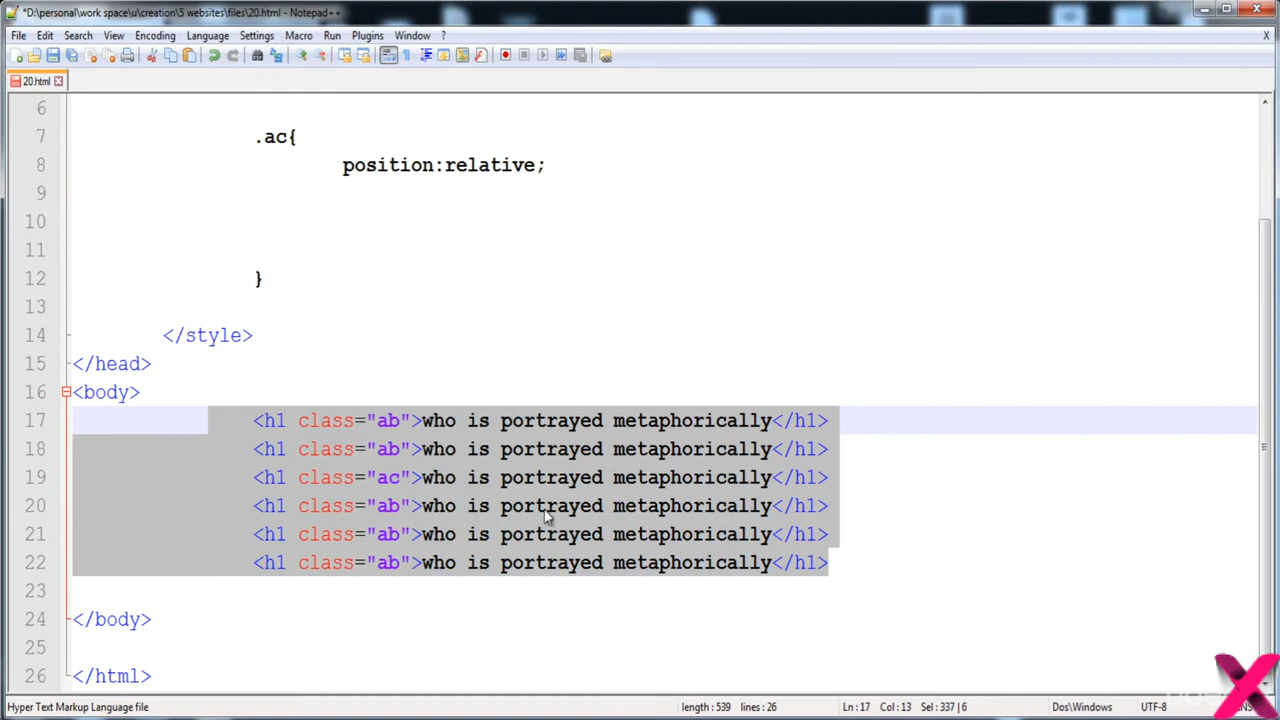 *D:\personal\work space\u\creation\5 websites\files\20.html - Notepad++
File Edit Search View Encoding Language Settings Macro Run Plugins Window ? X
20.html
6
7 .ac{
8 position:relative;
9
10
11
12 }
13
14 </style>
15 </head>
16 <body>
17 <h1 class="ab">who is portrayed metaphorically</h1>
18 <h1 class="ab">who is portrayed metaphorically</h1>
19 <h1 class="ac">who is portrayed metaphorically</h1>
20 <h1 class="ab">who is portrayed metaphorically</h1>
21 <h1 class="ab">who is portrayed metaphorically</h1>
22 <h1 class="ab">who is portrayed metaphorically</h1>
23
24 </body>
25
26 </html>
Hyper Text Markup Language file length : 539 lines : 26 Ln : 17 Col : 13 Sel : 337 | 6 Dos\Windows UTF-8